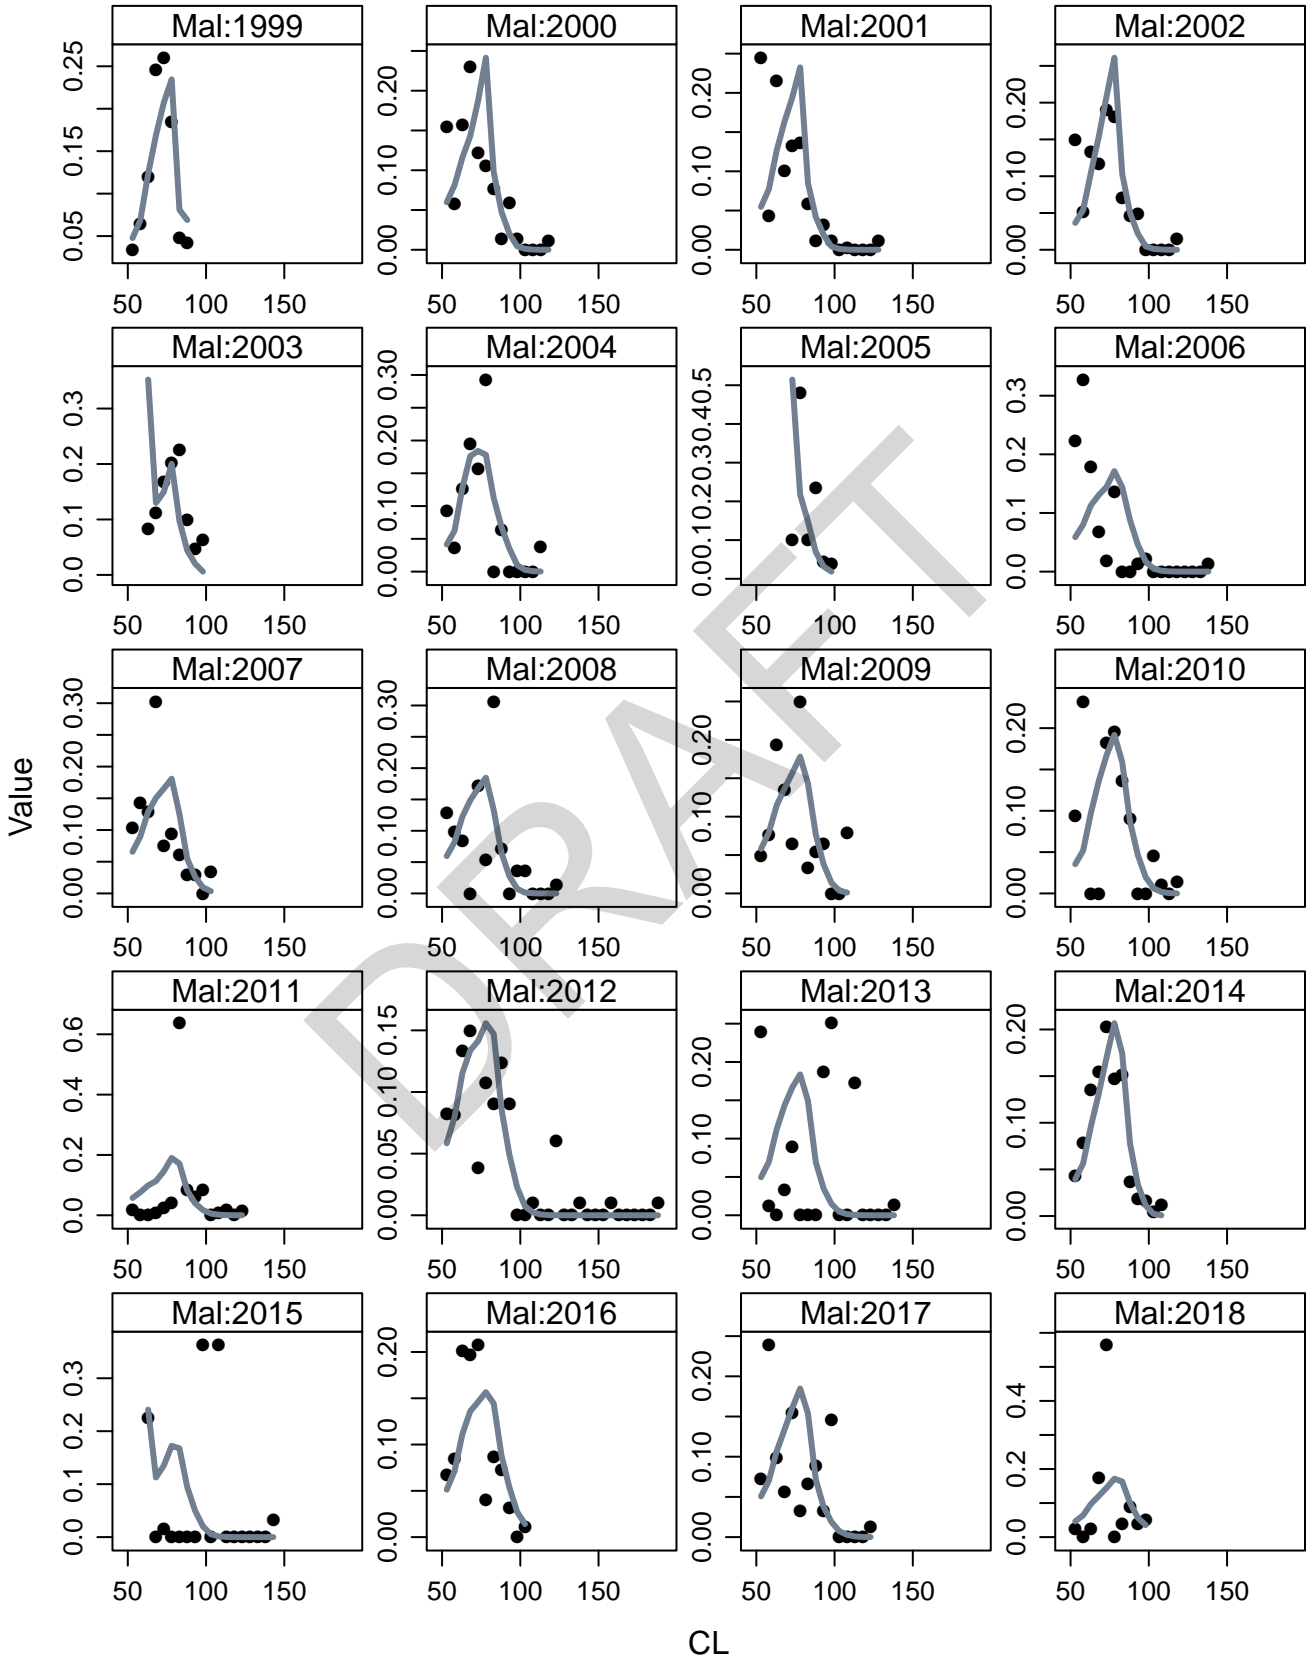 Mal:1999 Mal:2000 Mal:2001 Mal:2002
0.05 0.15 0.25
0.00 0.10 0.20
0.00 0.10 0.20
0.00 0.10 0.20
50 100 150 50 100 150 50 100 150 50 100 150
Mal:2003 Mal:2004 Mal:2005 Mal:2006
0.0 0.1 0.2 0.3
0.00 0.10 0.20 0.30
0.0 0.1 0.2 0.3 0.4 0.5
0.0 0.1 0.2 0.3
50 100 150 50 100 150 50 100 150 50 100 150
Mal:2007 Mal:2008 Mal:2009 Mal:2010
0.00 0.10 0.20 0.30
0.00 0.10 0.20 0.30
0.00 0.10 0.20
0.00 0.10 0.20
50 100 150 50 100 150 50 100 150 50 100 150
Value
DRAFT
Mal:2011 Mal:2012 Mal:2013 Mal:2014
0.0 0.2 0.4 0.6
0.00 0.05 0.10 0.15
0.00 0.10 0.20
0.00 0.10 0.20
50 100 150 50 100 150 50 100 150 50 100 150
Mal:2015 Mal:2016 Mal:2017 Mal:2018
0.0 0.1 0.2 0.3
0.00 0.10 0.20
0.00 0.10 0.20
0.0 0.2 0.4
50 100 150 50 100 150 50 100 150 50 100 150
CL